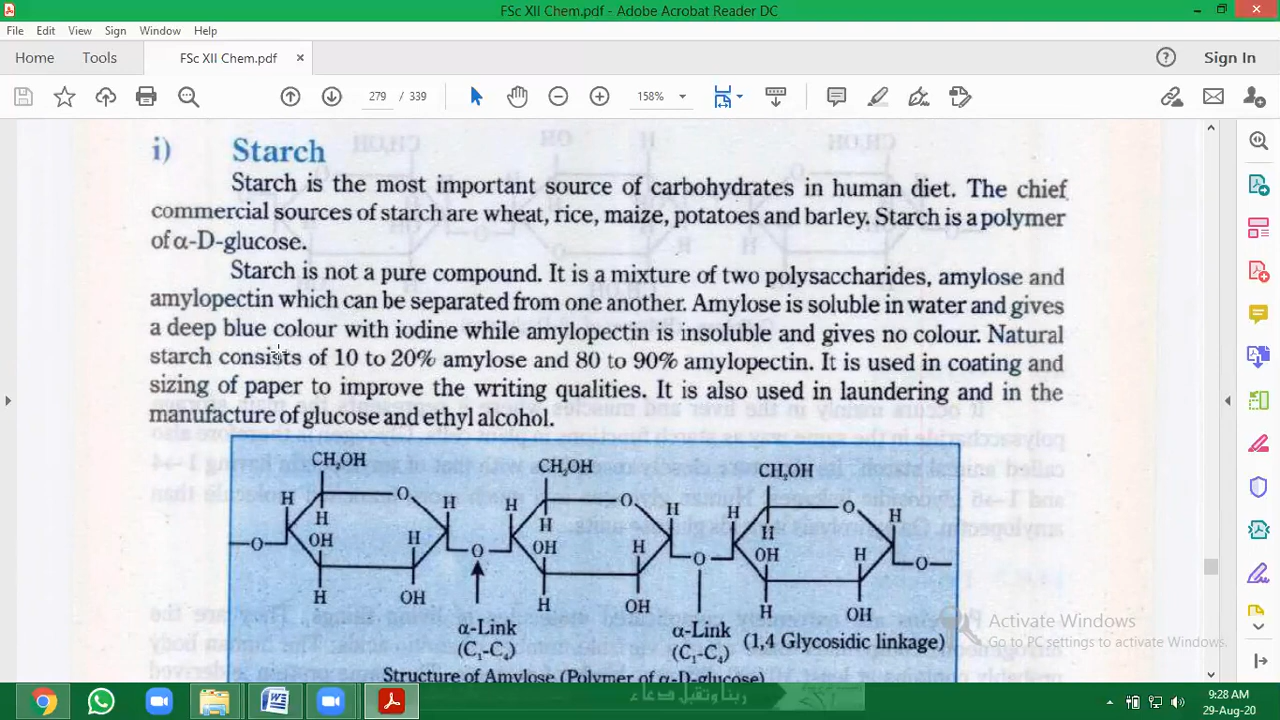 FSc XII Chem.pdf - Adobe Acrobat Reader DC
File Edit View Sign Window Help
Home Tools FSc XII Chem.pdf × Sign In
279 / 339 158%
i) Starch
Starch is the most important source of carbohydrates in human diet. The chief
commercial sources of starch are wheat, rice, maize, potatoes and barley. Starch is a polymer
of α-D-glucose.
Starch is not a pure compound. It is a mixture of two polysaccharides, amylose and
amylopectin which can be separated from one another. Amylose is soluble in water and gives
a deep blue colour with iodine while amylopectin is insoluble and gives no colour. Natural
starch consists of 10 to 20% amylose and 80 to 90% amylopectin. It is used in coating and
sizing of paper to improve the writing qualities. It is also used in laundering and in the
manufacture of glucose and ethyl alcohol.
CH₂OH CH₂OH CH₂OH
H O H H O H H O H
H H H
O OH H O OH H O OH H O
H OH H OH H OH
α-Link α-Link (1,4 Glycosidic linkage)
(C₁-C₄) (C₁-C₄)
Structure of Amylose (Polymer of α-D-glucose)
Activate Windows
Go to PC settings to activate Windows.
ربنا وتقبل دعاء
9:28 AM
29-Aug-20